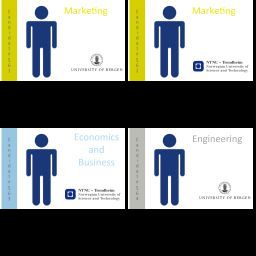 Marketing
UNIVERSITY OF BERGEN
Marketing
NTNU – Trondheim
Norwegian University of
Science and Technology
Economics
and
Business
NTNU – Trondheim
Norwegian University of
Science and Technology
Engineering
UNIVERSITY OF BERGEN